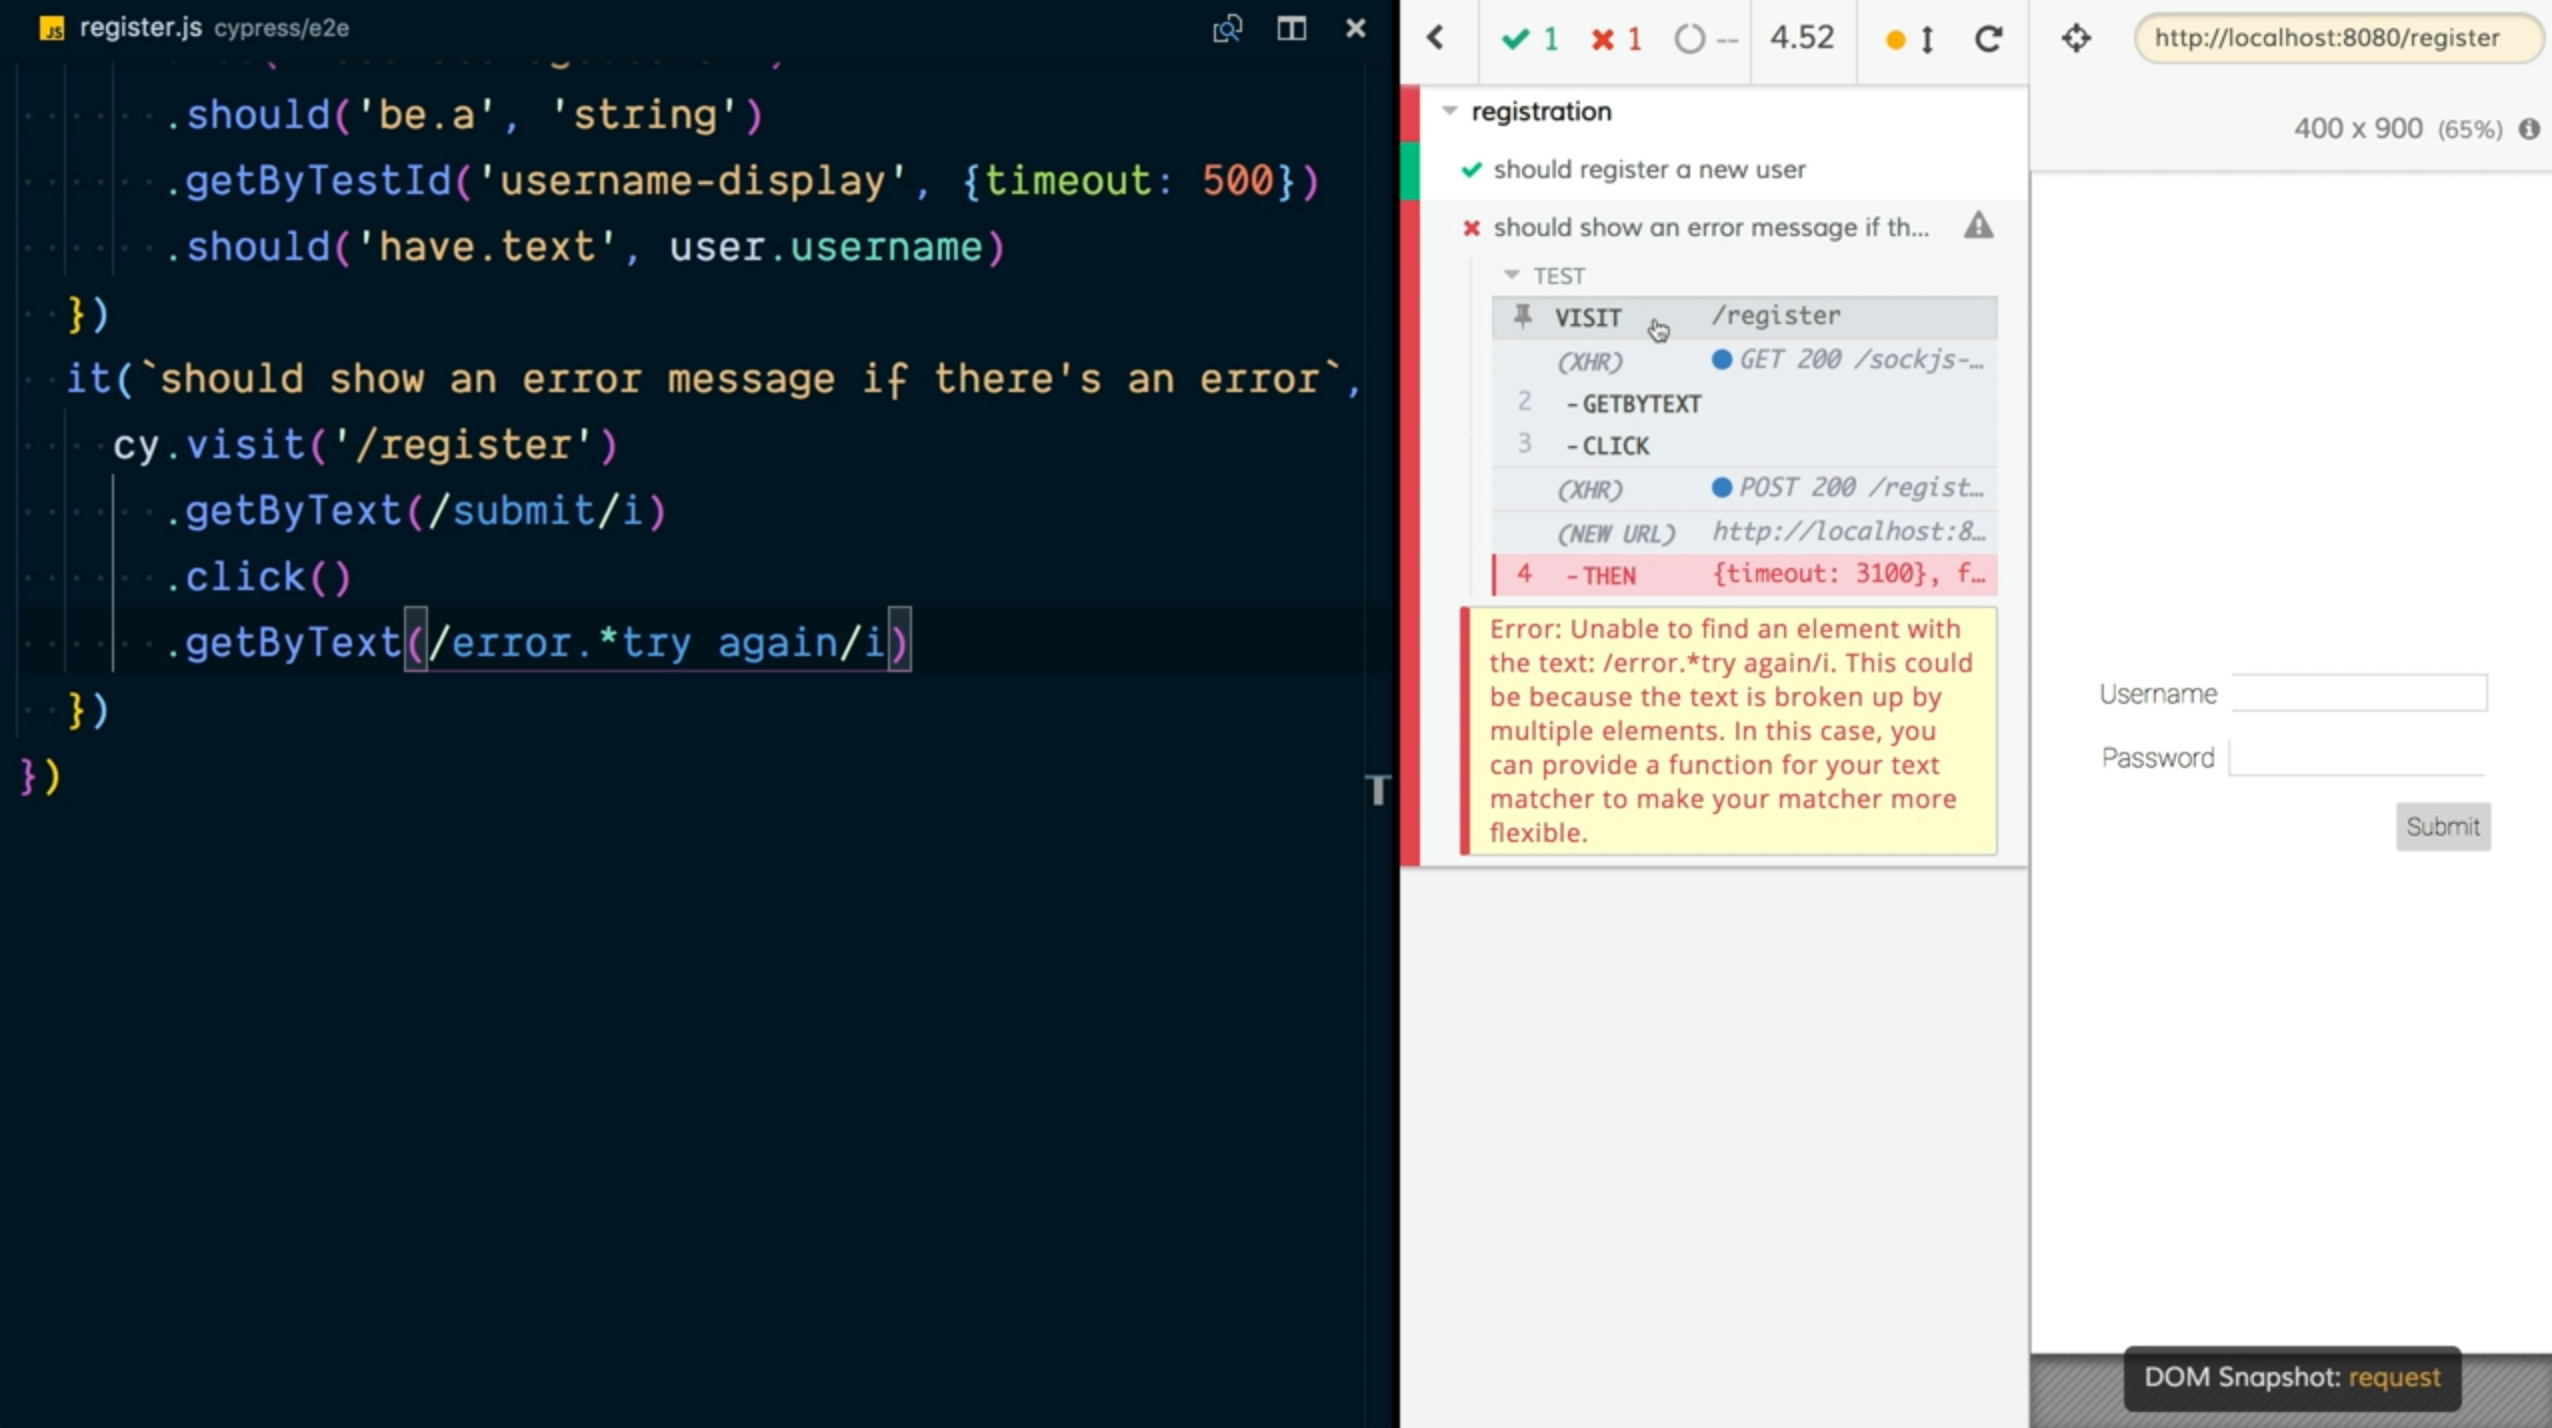 JS register.js cypress/e2e
.should('be.a', 'string')
.getByTestId('username-display', {timeout: 500})
.should('have.text', user.username)
})
it(`should show an error message if there's an error`,
cy.visit('/register')
.getByText(/submit/i)
.click()
.getByText(/error.*try again/i)
})
})
1 1 -- 4.52
registration
should register a new user
should show an error message if th...
TEST
VISIT /register
(XHR) GET 200 /sockjs-...
2 -GETBYTEXT
3 -CLICK
(XHR) POST 200 /regist...
(NEW URL) http://localhost:8...
4 -THEN {timeout: 3100}, f...
Error: Unable to find an element with
the text: /error.*try again/i. This could
be because the text is broken up by
multiple elements. In this case, you
can provide a function for your text
matcher to make your matcher more
flexible.
http://localhost:8080/register
400 x 900 (65%)
Username
Password
Submit
DOM Snapshot: request